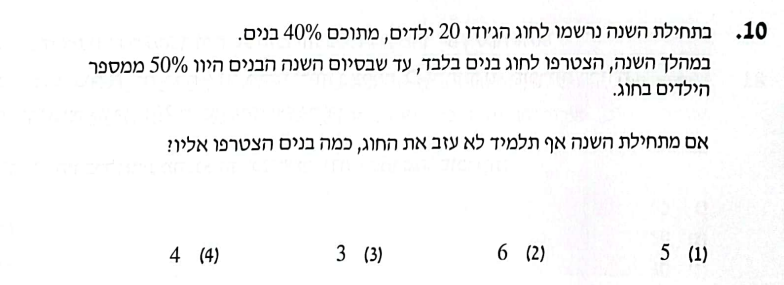 .10 בתחילת השנה נרשמו לחוג הג'ודו 20 ילדים, מתוכם 40% בנים.
במהלך השנה, הצטרפו לחוג בנים בלבד, עד שבסיום השנה הבנים היוו 50% ממספר
הילדים בחוג.
אם מתחילת השנה אף תלמיד לא עזב את החוג, כמה בנים הצטרפו אליו?
(1) 5 (2) 6 (3) 3 (4) 4